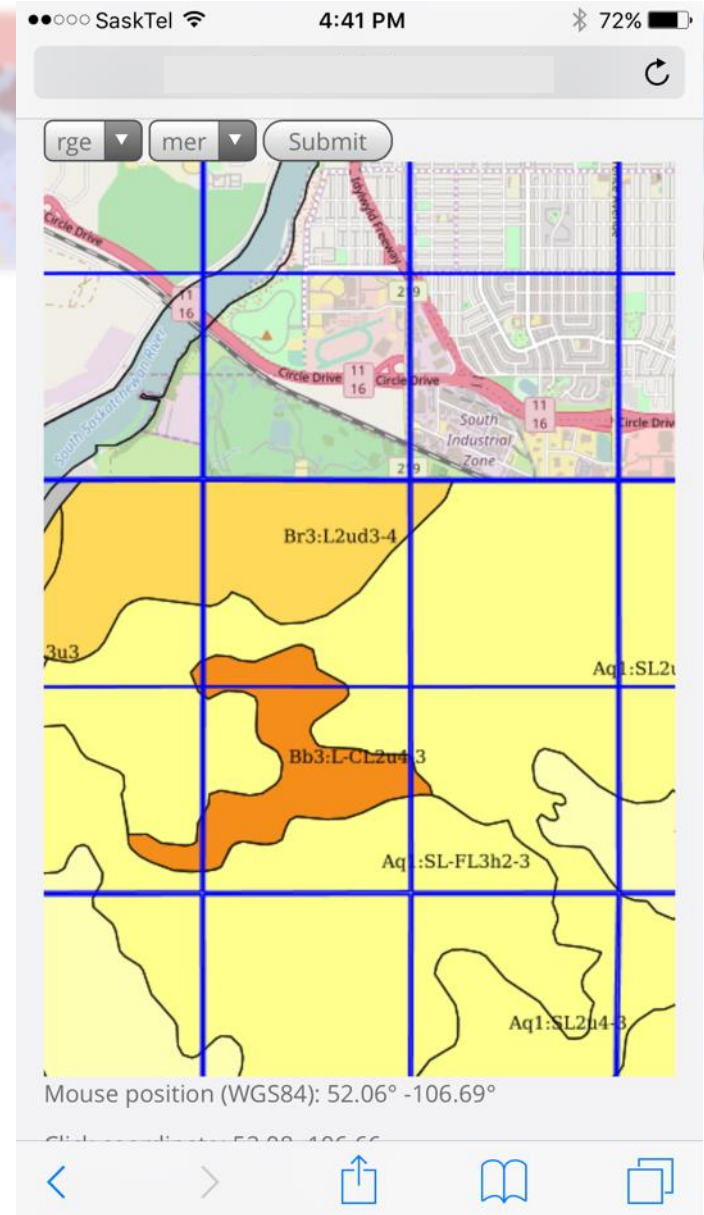 SaskTel 4:41 PM 72%
rge mer Submit
Circle Drive
Idylwyld Freeway
11
16
219
South Saskatchewan River
Circle Drive 11 Circle Drive
16
South
Industrial
Zone
11
16
Circle Driv
219
Br3:L2ud3-4
3u3
Aq1:SL2u
Bb3:L-CL2u4-3
Aq1:SL-FL3h2-3
Aq1:SL2u4-3
Mouse position (WGS84): 52.06° -106.69°